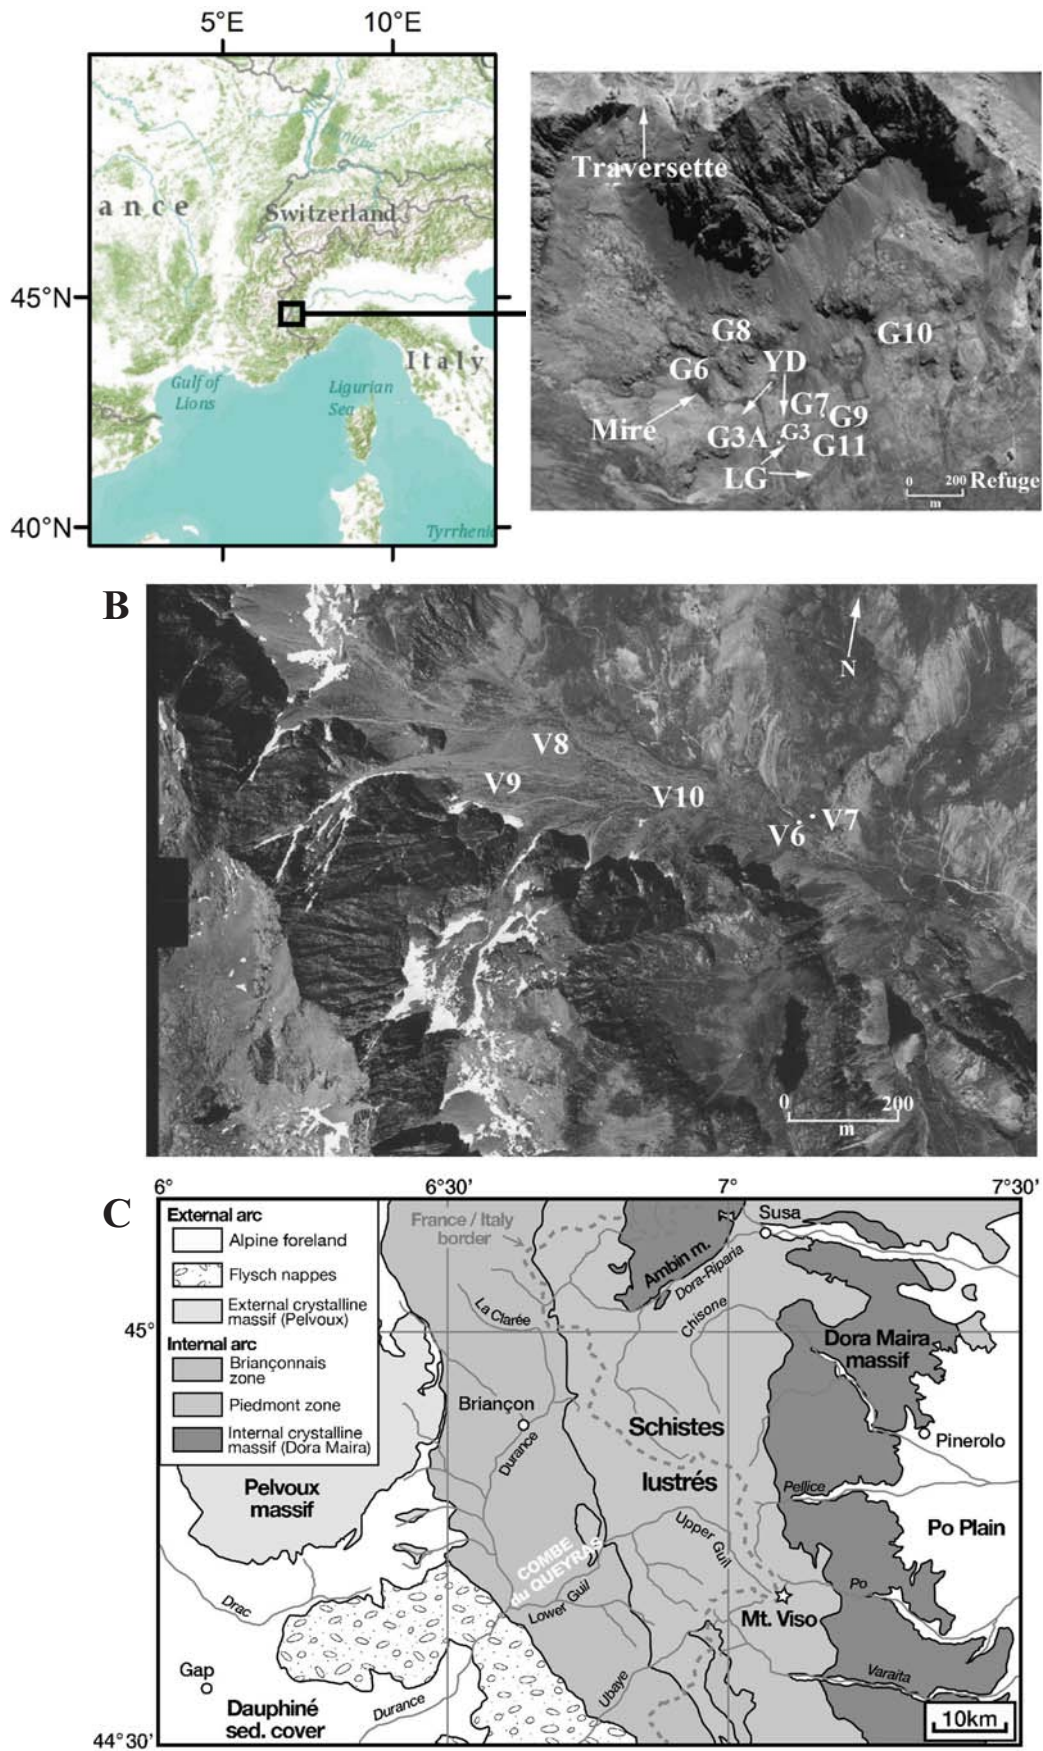 5°E
10°E
45°N
40°N
ance
Switzerland
Italy
Gulf of
Lions
Ligurian
Sea
Tyrrheni
Traversette
G8
G10
G6
YD
G7
G9
Miré
G3A
G3
G11
LG
0
200
m
Refuge
B
N
V8
V9
V10
V6
V7
0
200
m
C
6°
6°30'
7°
7°30'
45°
44°30'
External arc
Alpine foreland
Flysch nappes
External crystalline
massif (Pelvoux)
Internal arc
Briançonnais
zone
Piedmont zone
Internal crystalline
massif (Dora Maira)
France / Italy
border
Susa
Ambin m.
Dora-Riparia
Chisone
La Clarée
Dora Maira
massif
Briançon
Durance
Schistes
lustrés
Pinerolo
Pelvoux
massif
Pellice
Po Plain
Upper Guil
COMBE
du QUEYRAS
Lower Guil
Po
Mt. Viso
Drac
Gap
Dauphiné
sed. cover
Durance
Ubaye
Varaita
10km